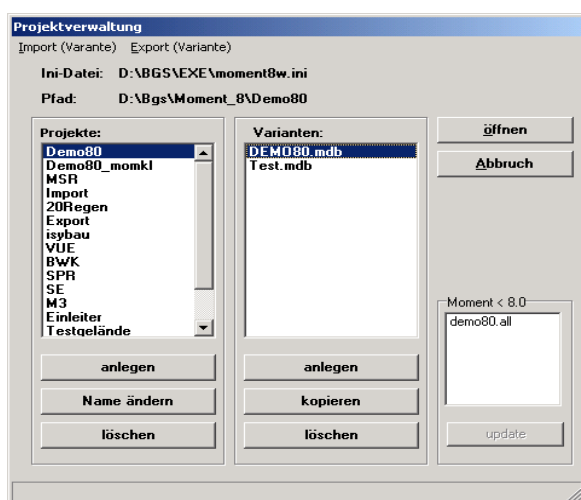 Projektverwaltung
Import (Varante) Export (Variante)
Ini-Datei: D:\BGS\EXE\moment8w.ini
Pfad: D:\Bgs\Moment_8\Demo80
Projekte:
Demo80
Demo80_momkl
MSR
Import
20Regen
Export
isybau
VUE
BWK
SPR
SE
M3
Einleiter
Testgelände
anlegen
Name ändern
löschen
Varianten:
DEMO80.mdb
Test.mdb
anlegen
kopieren
löschen
öffnen
Abbruch
Moment < 8.0
demo80.all
update